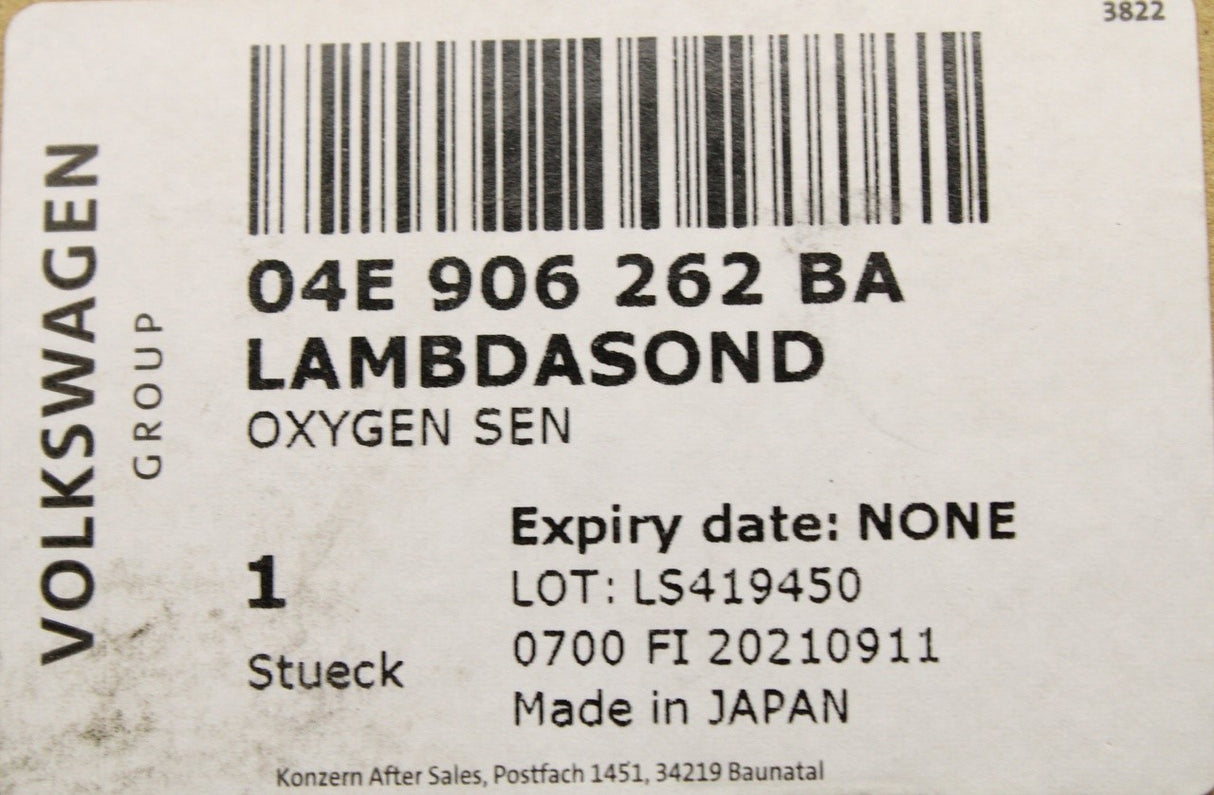 3822
VOLKSWAGEN
GROUP
04E 906 262 BA
LAMBDASOND
OXYGEN SEN
Expiry date: NONE
1
LOT: LS419450
0700 FI 20210911
Stueck
Made in JAPAN
Konzern After Sales, Postfach 1451, 34219 Baunatal